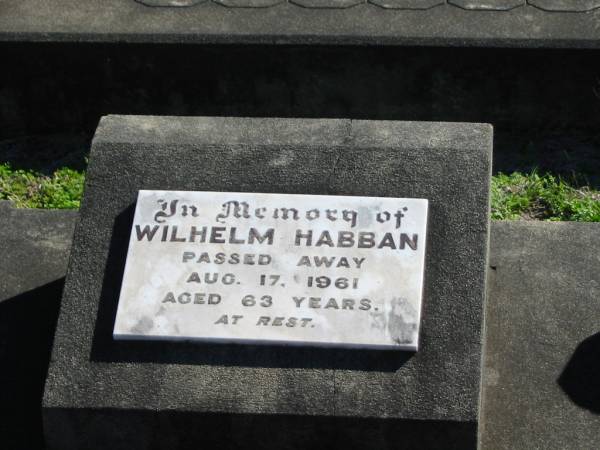 In Memory of
WILHELM HABBAN
PASSED AWAY
AUG. 17, 1961
AGED 63 YEARS.
AT REST.